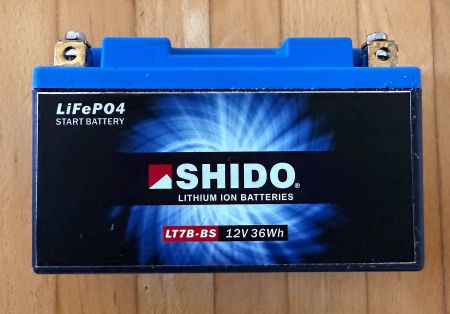 LiFePO4
START BATTERY
SHIDO®
LITHIUM ION BATTERIES
LT7B-BS 12V 36Wh